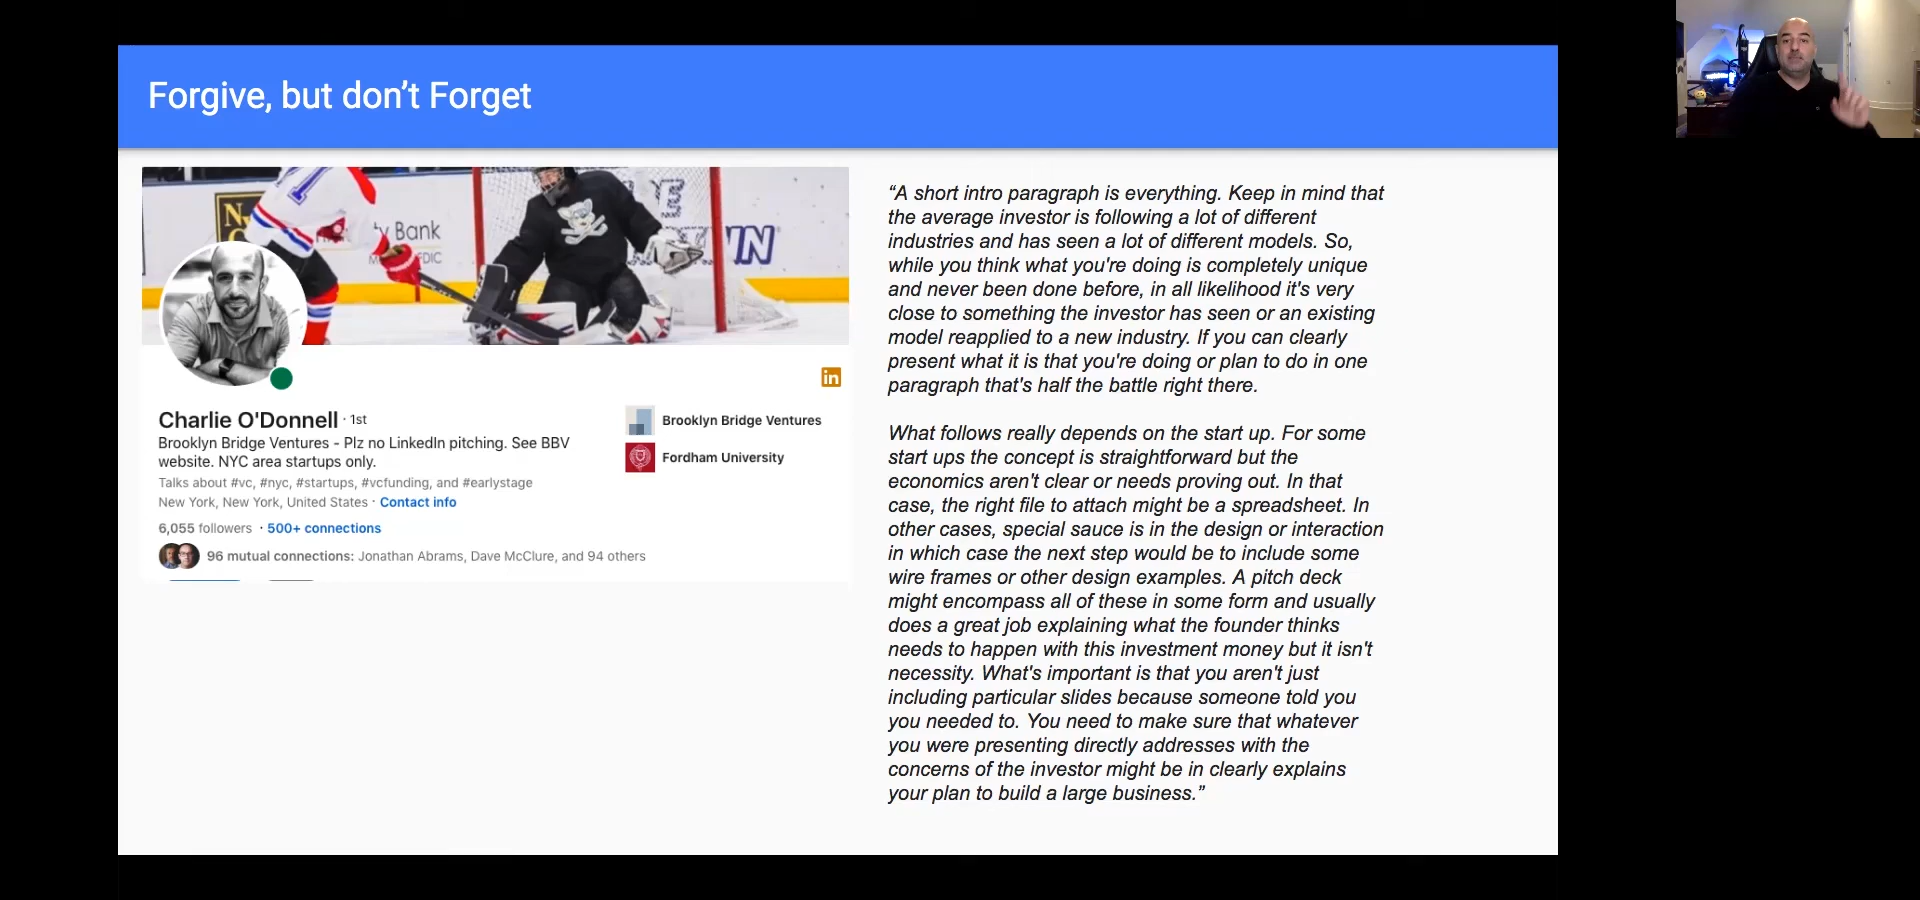 Forgive, but don’t Forget
y Bank
FDIC
Charlie O'Donnell · 1st
Brooklyn Bridge Ventures - Plz no LinkedIn pitching. See BBV
website. NYC area startups only.
Talks about #vc, #nyc, #startups, #vcfunding, and #earlystage
New York, New York, United States · Contact info
6,055 followers · 500+ connections
96 mutual connections: Jonathan Abrams, Dave McClure, and 94 others
in
Brooklyn Bridge Ventures
Fordham University
“A short intro paragraph is everything. Keep in mind that
the average investor is following a lot of different
industries and has seen a lot of different models. So,
while you think what you're doing is completely unique
and never been done before, in all likelihood it's very
close to something the investor has seen or an existing
model reapplied to a new industry. If you can clearly
present what it is that you're doing or plan to do in one
paragraph that's half the battle right there.
What follows really depends on the start up. For some
start ups the concept is straightforward but the
economics aren't clear or needs proving out. In that
case, the right file to attach might be a spreadsheet. In
other cases, special sauce is in the design or interaction
in which case the next step would be to include some
wire frames or other design examples. A pitch deck
might encompass all of these in some form and usually
does a great job explaining what the founder thinks
needs to happen with this investment money but it isn't
necessity. What's important is that you aren't just
including particular slides because someone told you
you needed to. You need to make sure that whatever
you were presenting directly addresses with the
concerns of the investor might be in clearly explains
your plan to build a large business.”